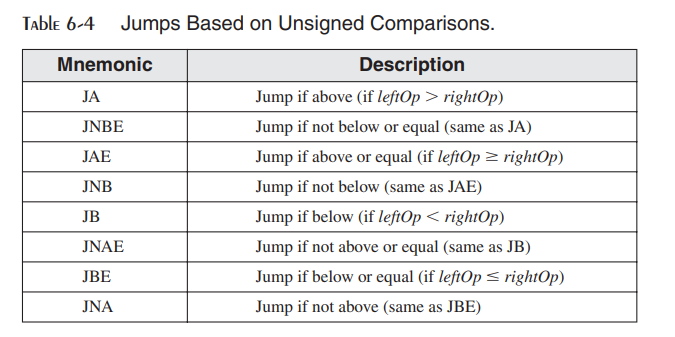 TABLE 6-4 Jumps Based on Unsigned Comparisons.
Mnemonic Description
JA Jump if above (if leftOp > rightOp)
JNBE Jump if not below or equal (same as JA)
JAE Jump if above or equal (if leftOp ≥ rightOp)
JNB Jump if not below (same as JAE)
JB Jump if below (if leftOp < rightOp)
JNAE Jump if not above or equal (same as JB)
JBE Jump if below or equal (if leftOp ≤ rightOp)
JNA Jump if not above (same as JBE)